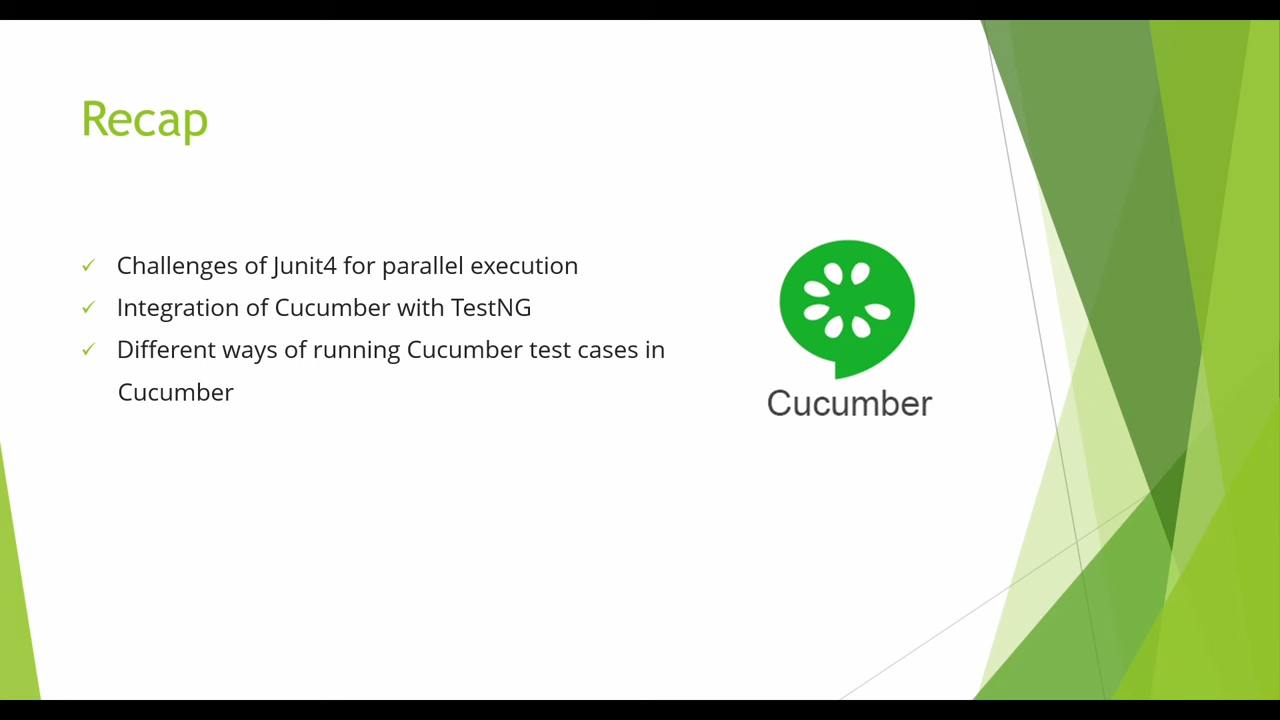 Recap
Challenges of Junit4 for parallel execution
Integration of Cucumber with TestNG
Different ways of running Cucumber test cases in
Cucumber
Cucumber